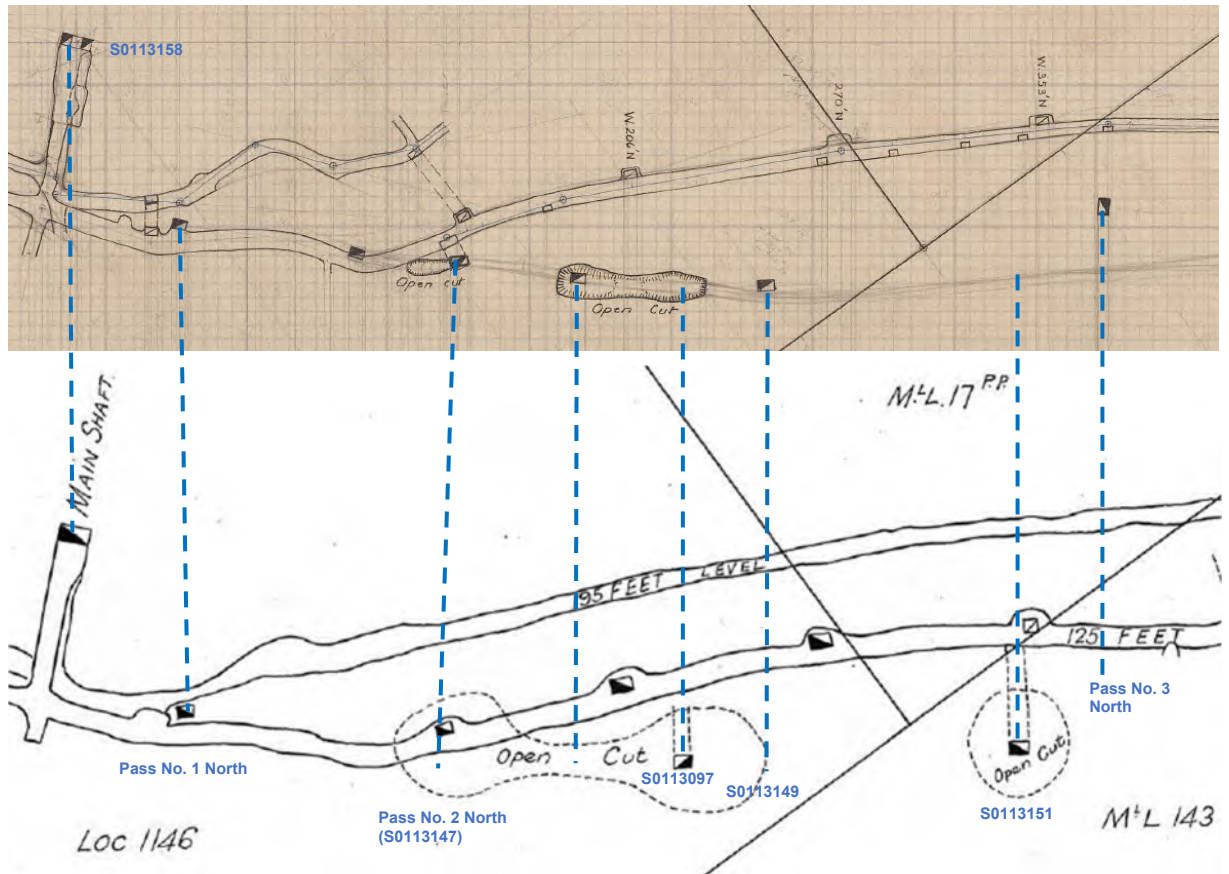 S0113158
W.206'N
270'N
W.353'N
Open cut
Open Cut
MAIN SHAFT.
MᵗL.17 P.P.
95 FEET LEVEL
125 FEET
Pass No. 3
North
Pass No. 1 North
Open Cut
S0113097
S0113149
Open Cut
Pass No. 2 North
(S0113147)
S0113151
Loc 1146
MᵗL 143